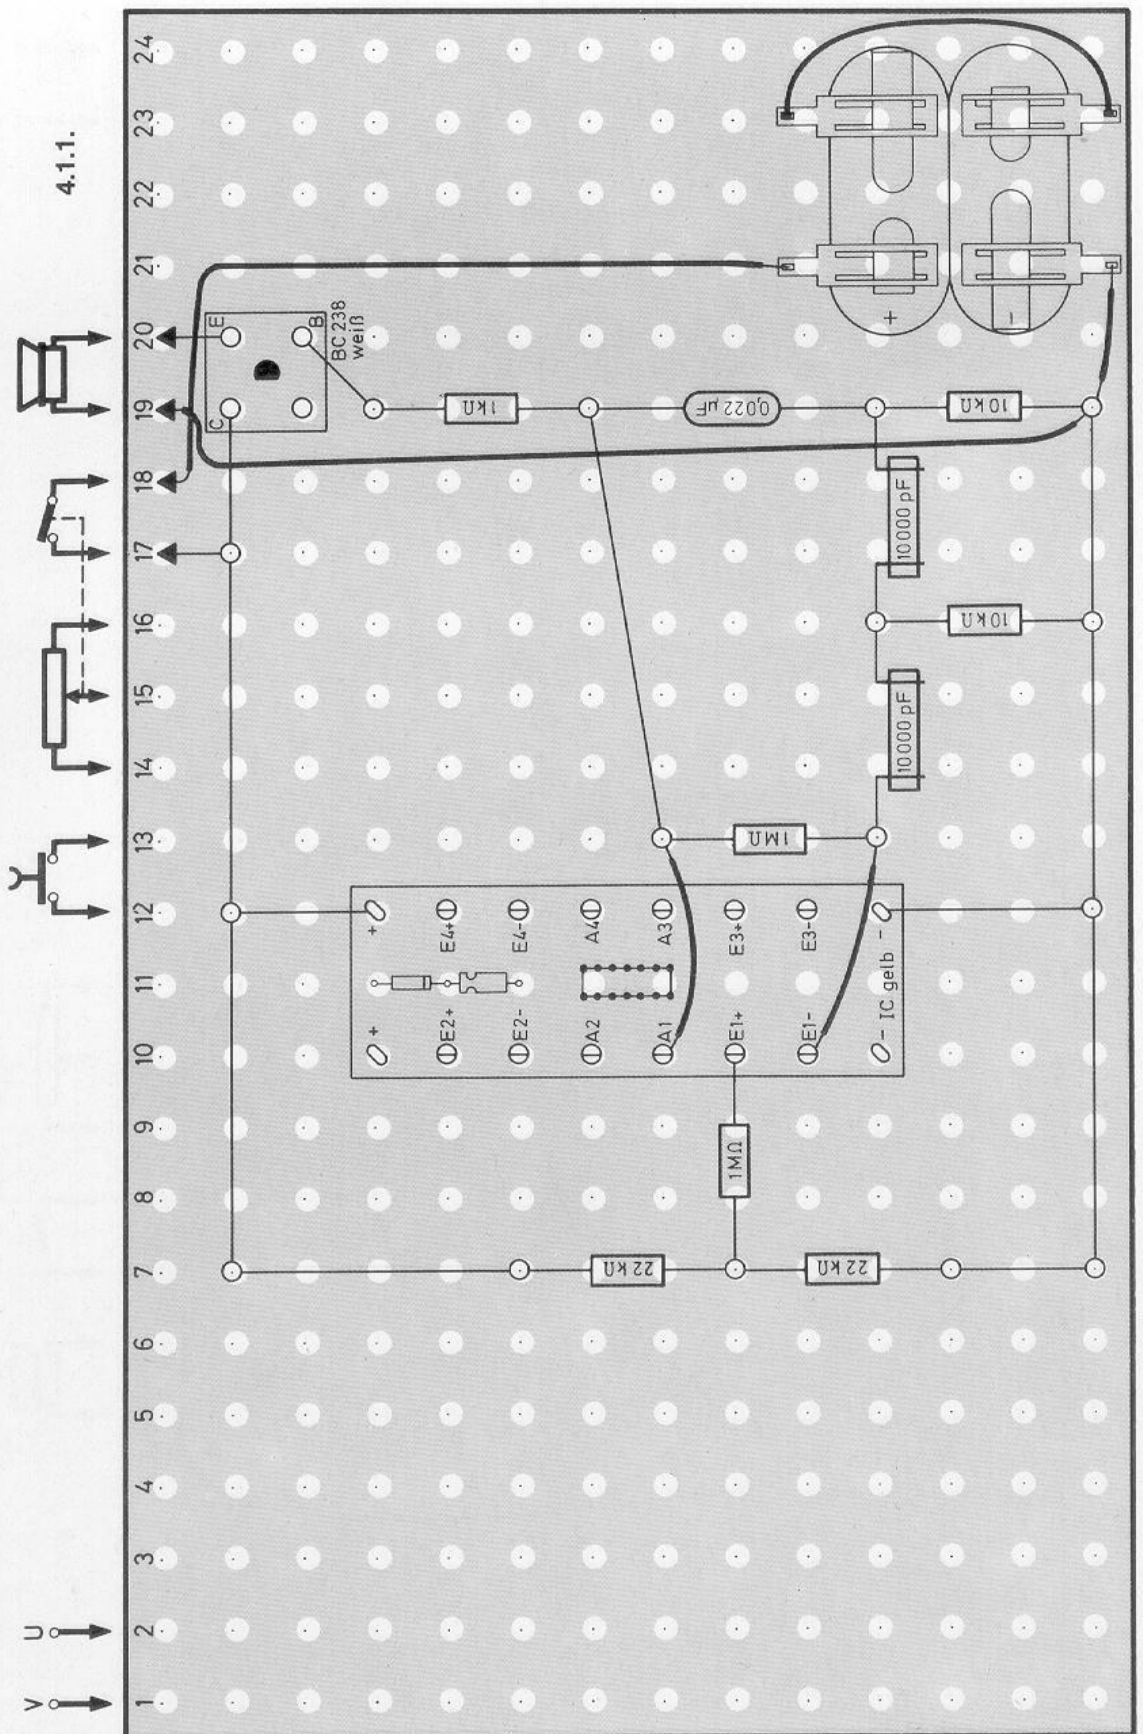 4.1.1.
24
23
22
21
20
19
18
17
16
15
14
13
12
11
10
9
8
7
6
5
4
3
2
1
U
V
E
B
C
BC 238
weiß
+
−
1kΩ
0,022 µF
10kΩ
10000 pF
10kΩ
10000 pF
1MΩ
+
E4+
E4-
A4
A3
E3+
E3-
−
+
E2+
E2-
A2
A1
E1+
E1-
− IC gelb
1MΩ
22kΩ
22kΩ